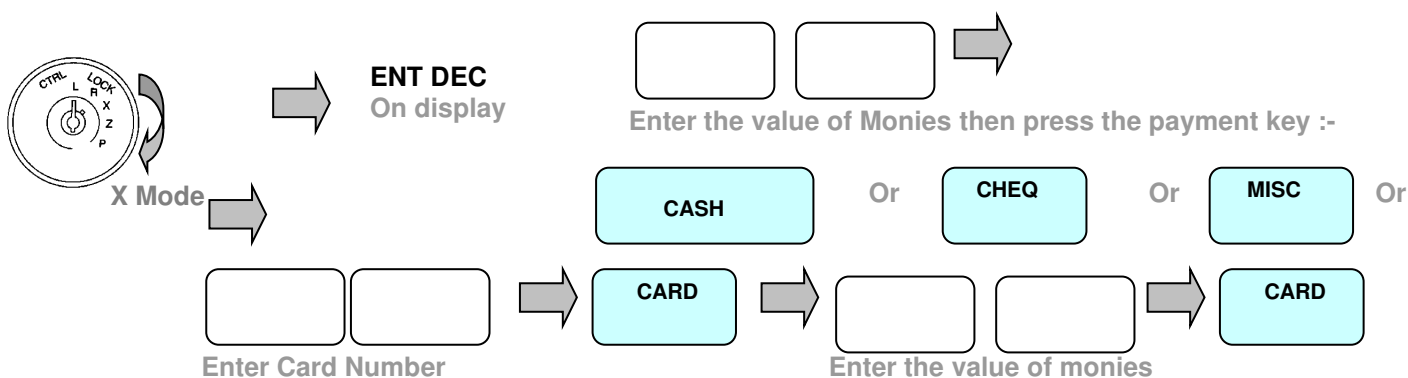 CTRL L LOCK
R
X
Z
P
X Mode
ENT DEC
On display
Enter the value of Monies then press the payment key :-
CASH Or CHEQ Or MISC Or
CARD CARD
Enter Card Number Enter the value of monies